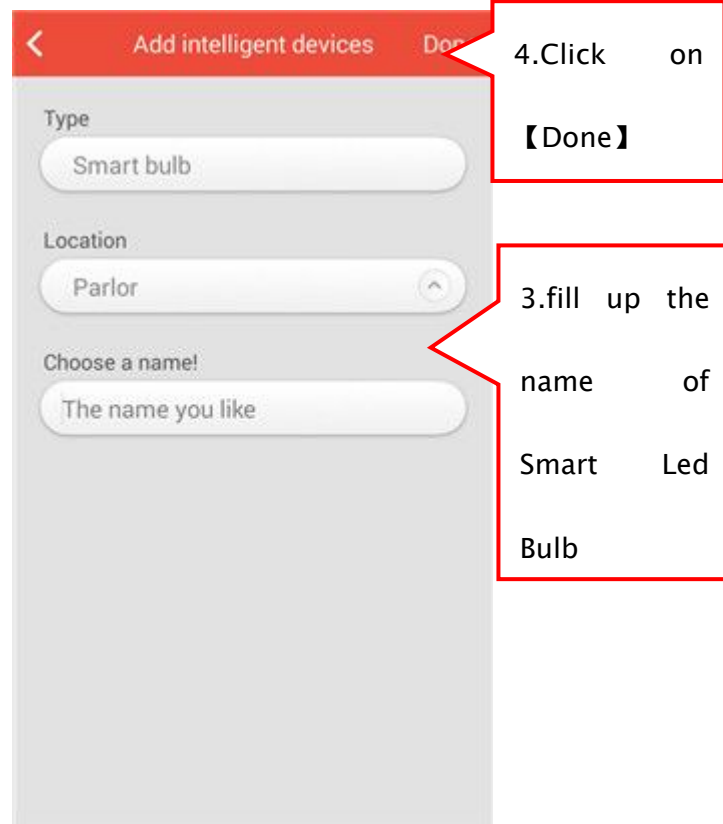 Add intelligent devices
4.Click on
【Done】
Type
Smart bulb
Location
Parlor
3.fill up the
name of
Smart Led
Bulb
Choose a name!
The name you like